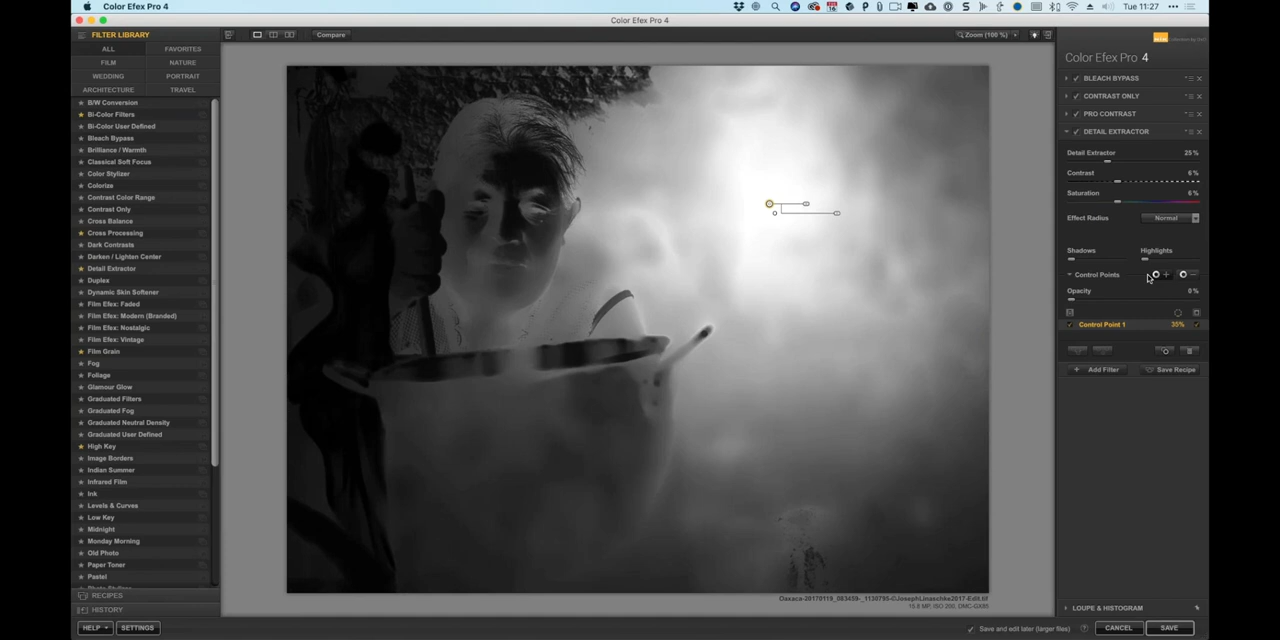 Color Efex Pro 4
Tue 11:27
Color Efex Pro 4
FILTER LIBRARY
Compare
Zoom (100 %)
ALL
FAVORITES
FILM
NATURE
WEDDING
PORTRAIT
ARCHITECTURE
TRAVEL
B/W Conversion
Bi-Color Filters
Bi-Color User Defined
Bleach Bypass
Brilliance / Warmth
Classical Soft Focus
Color Stylizer
Colorize
Contrast Color Range
Contrast Only
Cross Balance
Cross Processing
Dark Contrasts
Darken / Lighten Center
Detail Extractor
Duplex
Dynamic Skin Softener
Film Efex: Faded
Film Efex: Modern (Branded)
Film Efex: Nostalgic
Film Efex: Vintage
Film Grain
Fog
Foliage
Glamour Glow
Graduated Filters
Graduated Fog
Graduated Neutral Density
Graduated User Defined
High Key
Image Borders
Indian Summer
Infrared Film
Ink
Levels & Curves
Low Key
Midnight
Monday Morning
Old Photo
Paper Toner
Pastel
RECIPES
HISTORY
HELP
SETTINGS
Color Efex Pro 4
BLEACH BYPASS
CONTRAST ONLY
PRO CONTRAST
DETAIL EXTRACTOR
Detail Extractor 25%
Contrast 6%
Saturation 6%
Effect Radius Normal
Shadows Highlights
Control Points
Opacity 0%
Control Point 1 35%
+ Add Filter
Save Recipe
LOUPE & HISTOGRAM
15.8 MP, ISO 200, DMC-GX85
Save and edit later (larger files)
CANCEL
SAVE